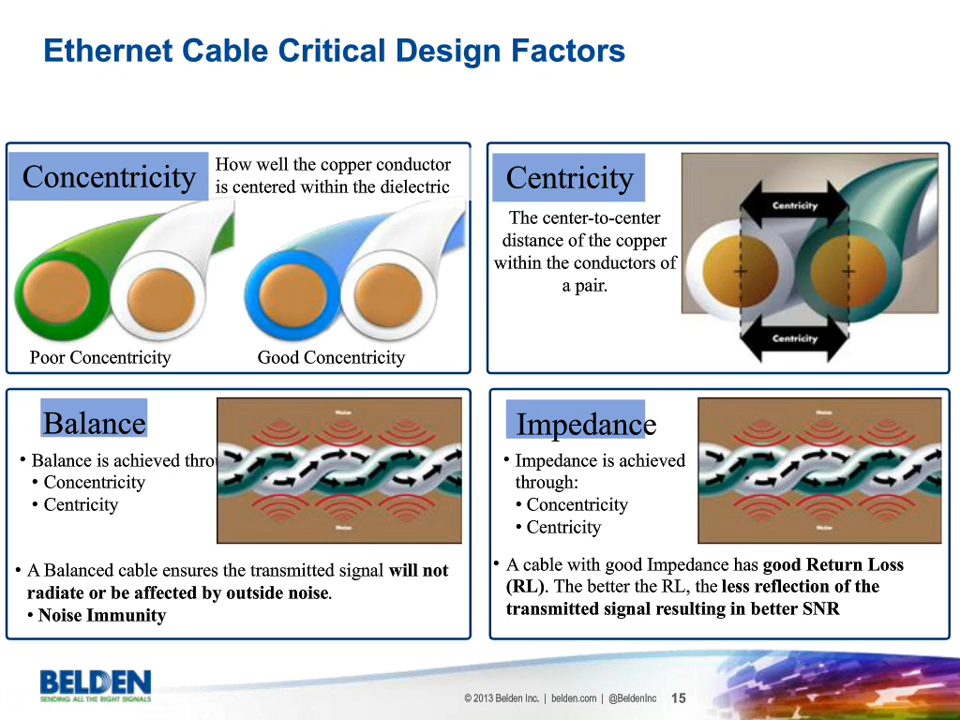 Ethernet Cable Critical Design Factors
Concentricity
How well the copper conductor
is centered within the dielectric
Poor Concentricity
Good Concentricity
Centricity
The center-to-center
distance of the copper
within the conductors of
a pair.
Centricity
Centricity
Balance
• Balance is achieved throu
• Concentricity
• Centricity
Noise
Noise
• A Balanced cable ensures the transmitted signal will not
radiate or be affected by outside noise.
• Noise Immunity
Impedance
• Impedance is achieved
through:
• Concentricity
• Centricity
Noise
Noise
• A cable with good Impedance has good Return Loss
(RL). The better the RL, the less reflection of the
transmitted signal resulting in better SNR
BELDEN
SENDING ALL THE RIGHT SIGNALS
© 2013 Belden Inc. | belden.com | @BeldenInc 15